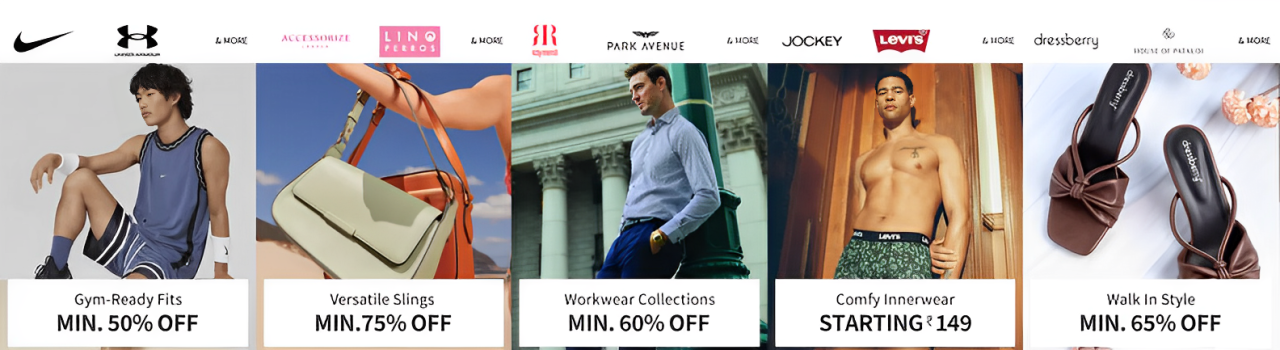 UNDER ARMOUR
& MORE
ACCESSORIZE
LONDON
LINO
PERROS
& MORE
PARK AVENUE
& MORE
JOCKEY
LEVI'S
& MORE
dressberry
HOUSE OF PATAUDI
& MORE
Levi's
dressberry
dressberry
Gym-Ready Fits
MIN. 50% OFF
Versatile Slings
MIN.75% OFF
Workwear Collections
MIN. 60% OFF
Comfy Innerwear
STARTING ₹149
Walk In Style
MIN. 65% OFF